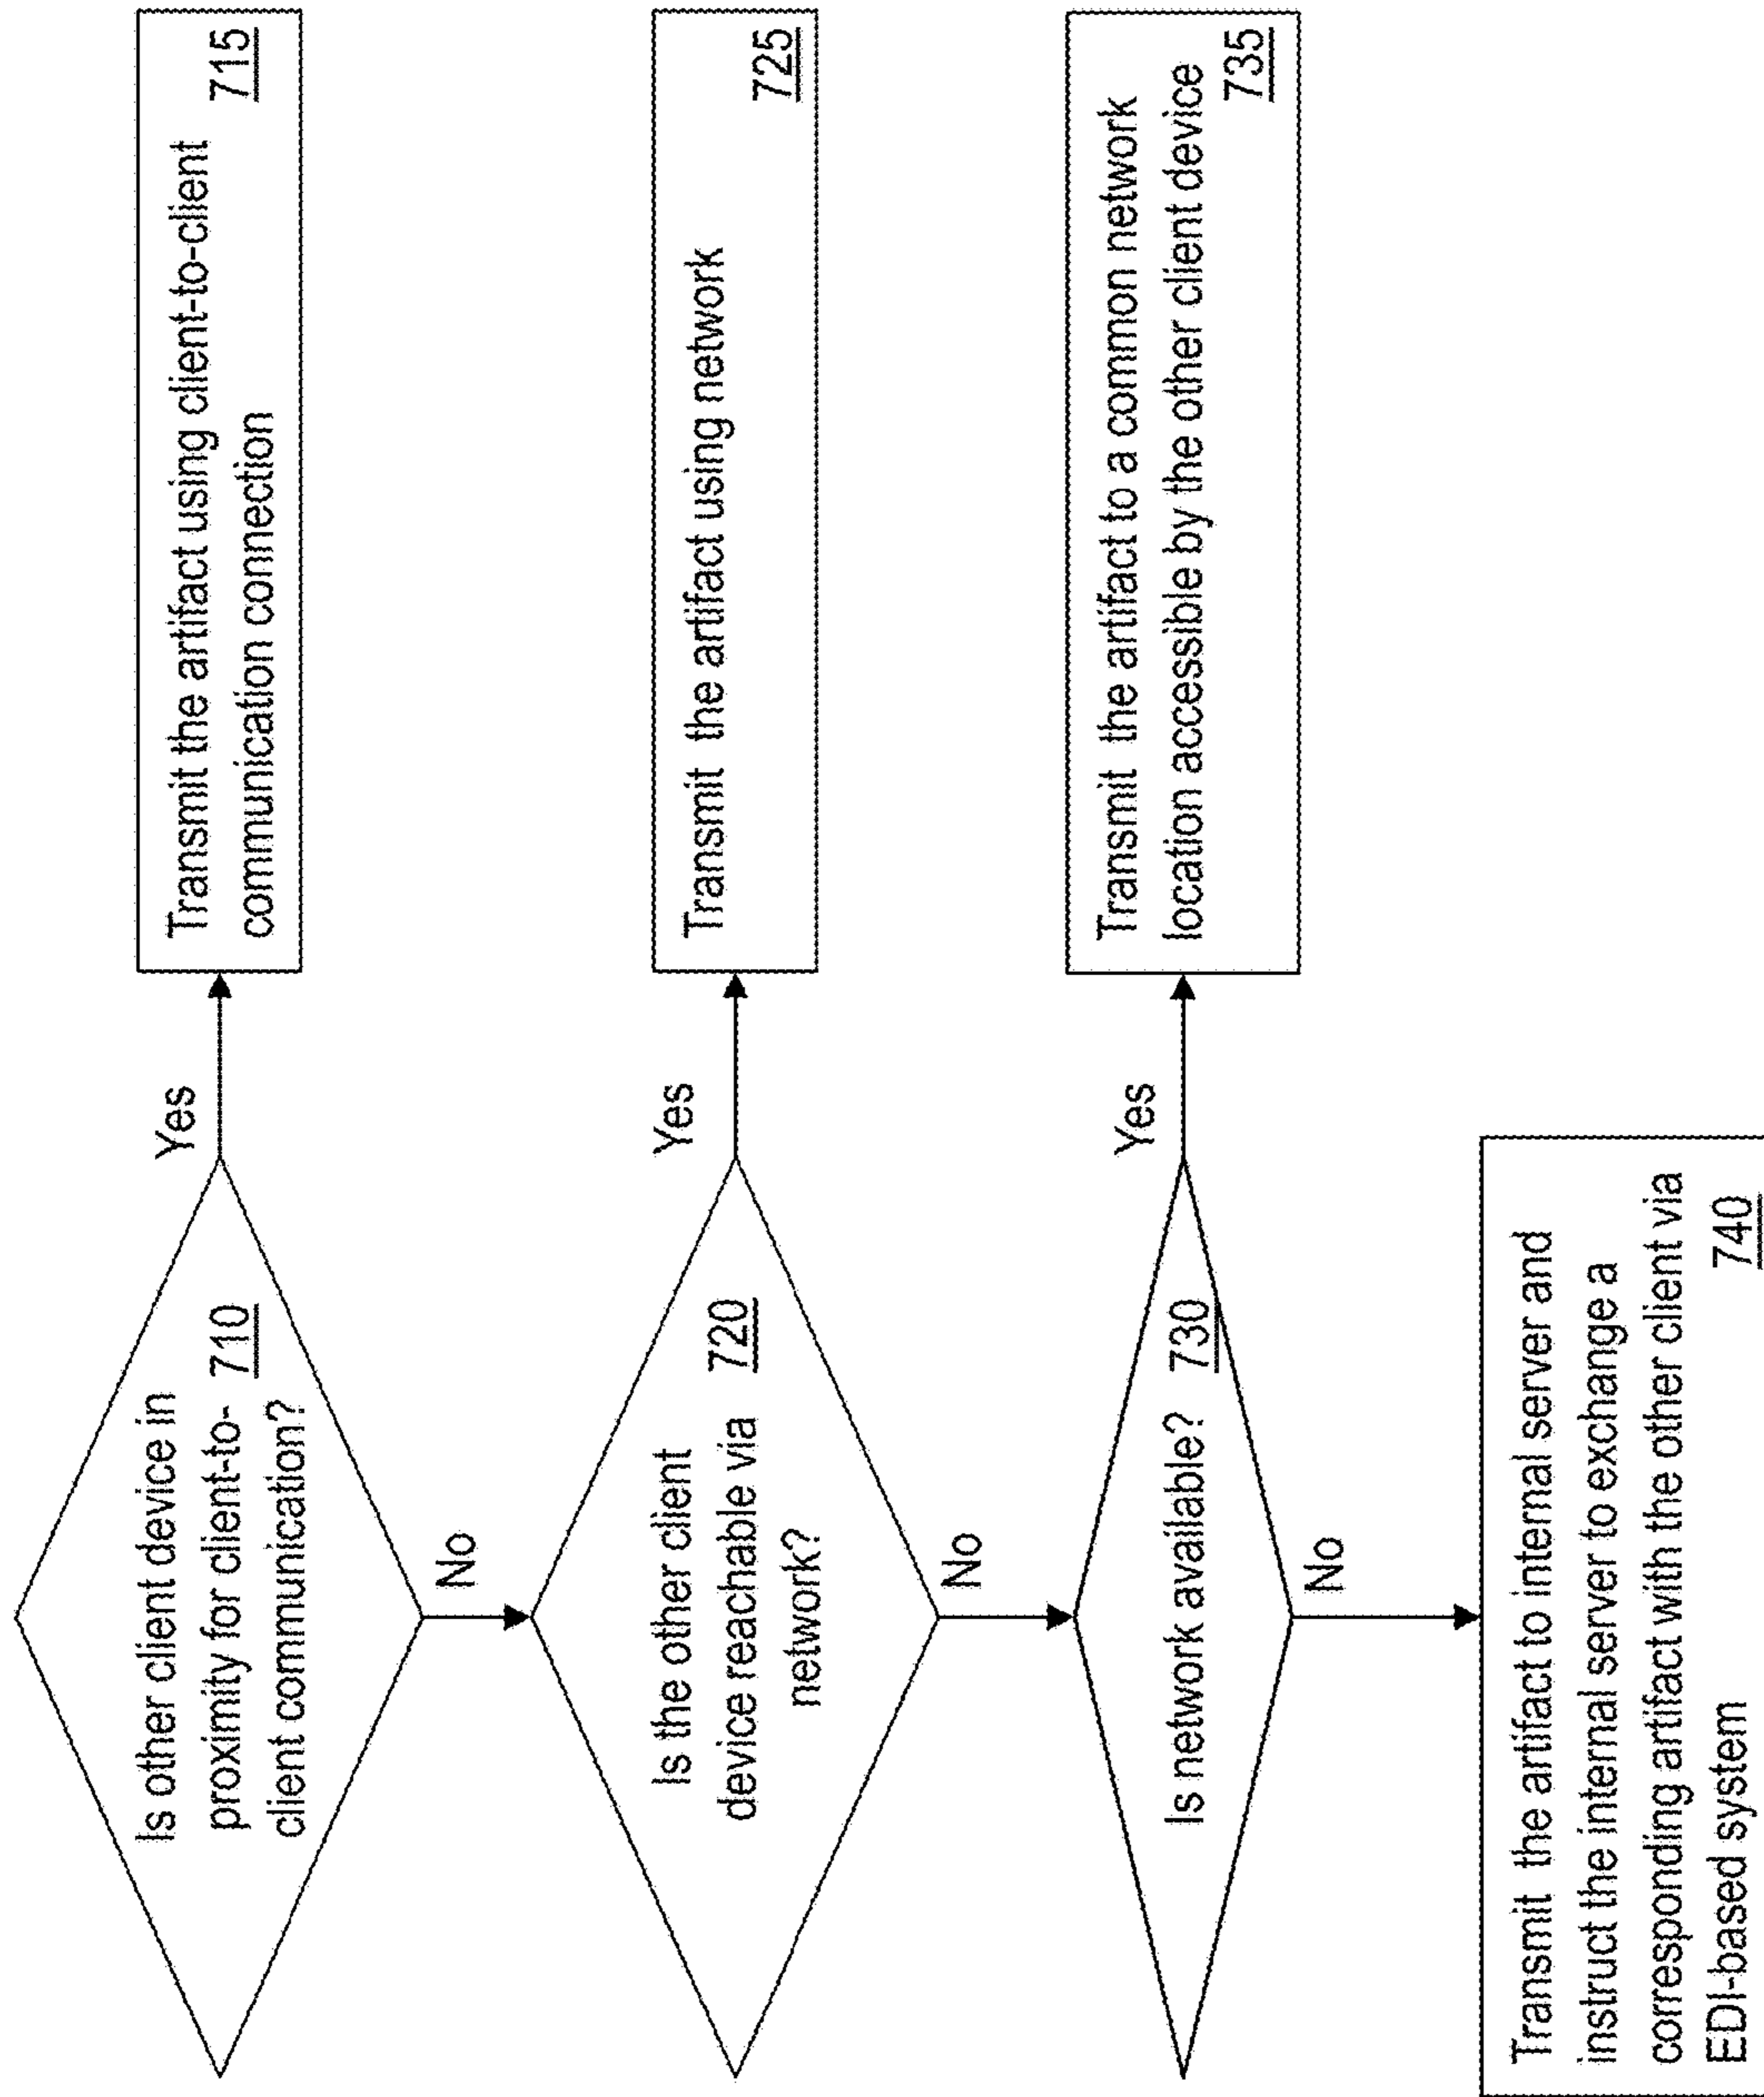 Is other client device in
proximity for client-to-
client communication?
710
Yes
Transmit the artifact using client-to-client
communication connection
715
No
Is the other client
device reachable via
network?
720
Yes
Transmit the artifact using network
725
No
Is network available?
730
Yes
Transmit the artifact to a common network
location accessible by the other client device
735
No
Transmit the artifact to internal server and
instruct the internal server to exchange a
corresponding artifact with the other client via
EDI-based system
740